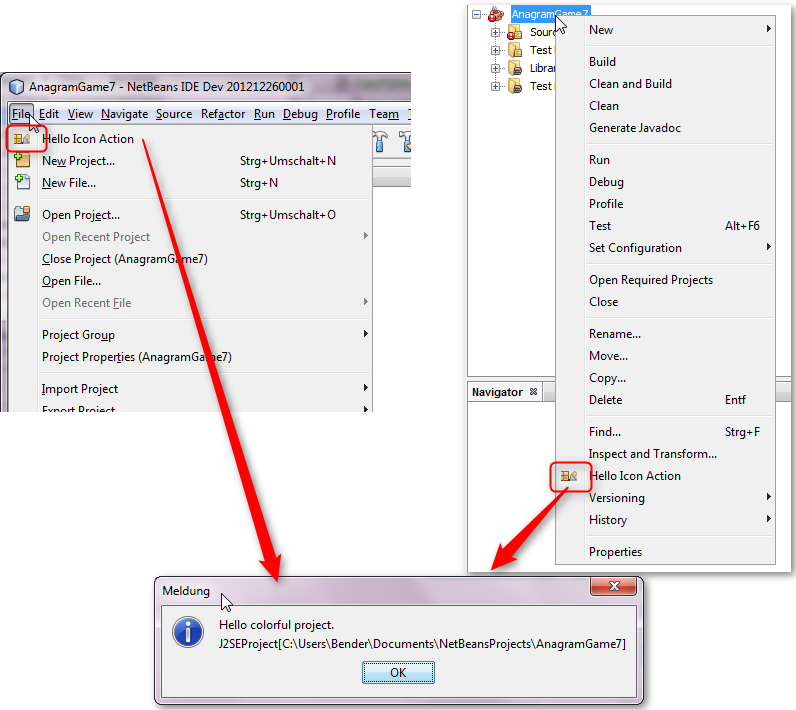 AnagramGame7 - NetBeans IDE Dev 201212260001
File Edit View Navigate Source Refactor Run Debug Profile Team
Hello Icon Action
New Project... Strg+Umschalt+N
New File... Strg+N
Open Project... Strg+Umschalt+O
Open Recent Project
Close Project (AnagramGame7)
Open File...
Open Recent File
Project Group
Project Properties (AnagramGame7)
Import Project
Export Project
AnagramGame7
Sour
Test
Librar
Test
New
Build
Clean and Build
Clean
Generate Javadoc
Run
Debug
Profile
Test Alt+F6
Set Configuration
Open Required Projects
Close
Rename...
Move...
Copy...
Delete Entf
Find... Strg+F
Inspect and Transform...
Hello Icon Action
Versioning
History
Properties
Navigator
Meldung
Hello colorful project.
J2SEProject[C:\Users\Bender\Documents\NetBeansProjects\AnagramGame7]
OK